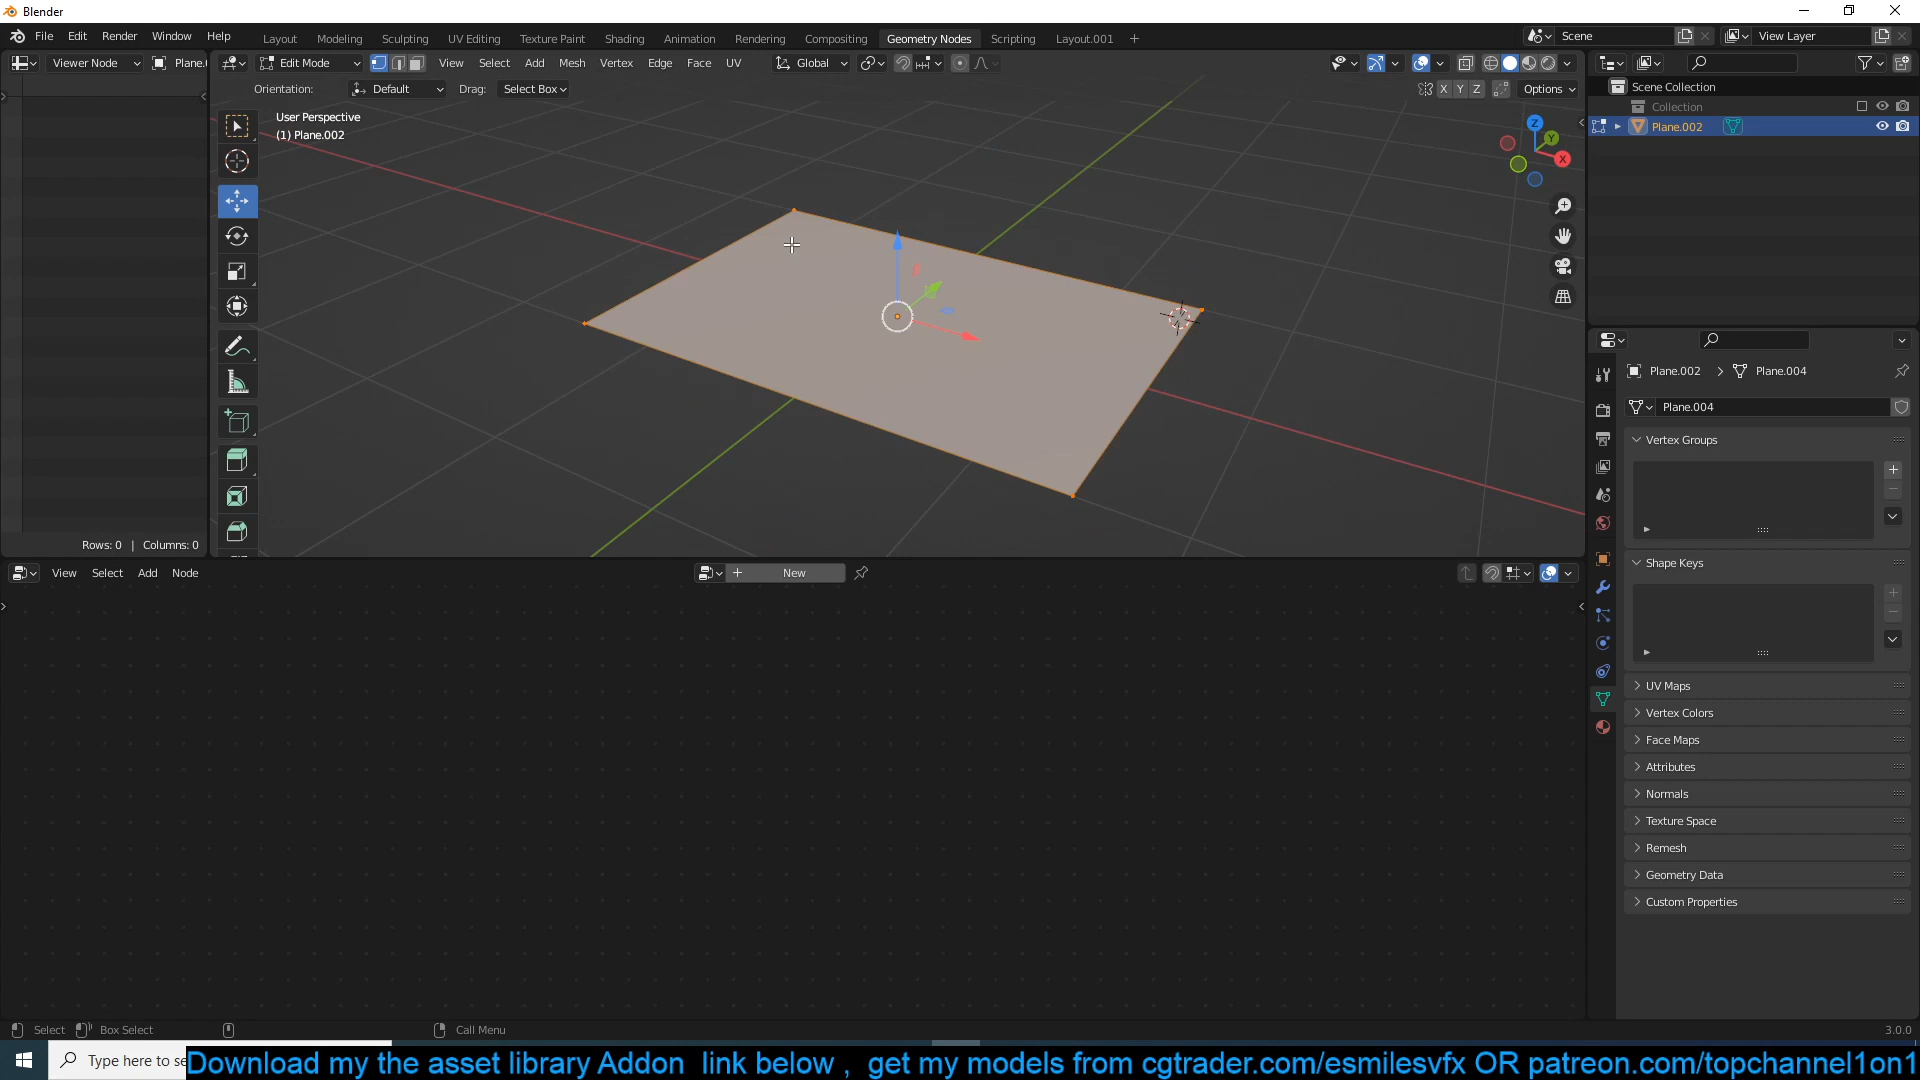 Blender
File Edit Render Window Help
Layout Modeling Sculpting UV Editing Texture Paint Shading Animation Rendering Compositing Geometry Nodes Scripting Layout.001 +
Scene
View Layer
Viewer Node
Plane.(
Edit Mode
View Select Add Mesh Vertex Edge Face UV
Global
Orientation: Default Drag: Select Box
X Y Z Options
User Perspective
(1) Plane.002
Z
Y
X
Scene Collection
Collection
Plane.002
Plane.002 > Plane.004
Plane.004
Vertex Groups
Shape Keys
UV Maps
Vertex Colors
Face Maps
Attributes
Normals
Texture Space
Remesh
Geometry Data
Custom Properties
Rows: 0 | Columns: 0
View Select Add Node
+ New
Select Box Select Call Menu
3.0.0
Type here to se
Download my the asset library Addon link below , get my models from cgtrader.com/esmilesvfx OR patreon.com/topchannel1on1